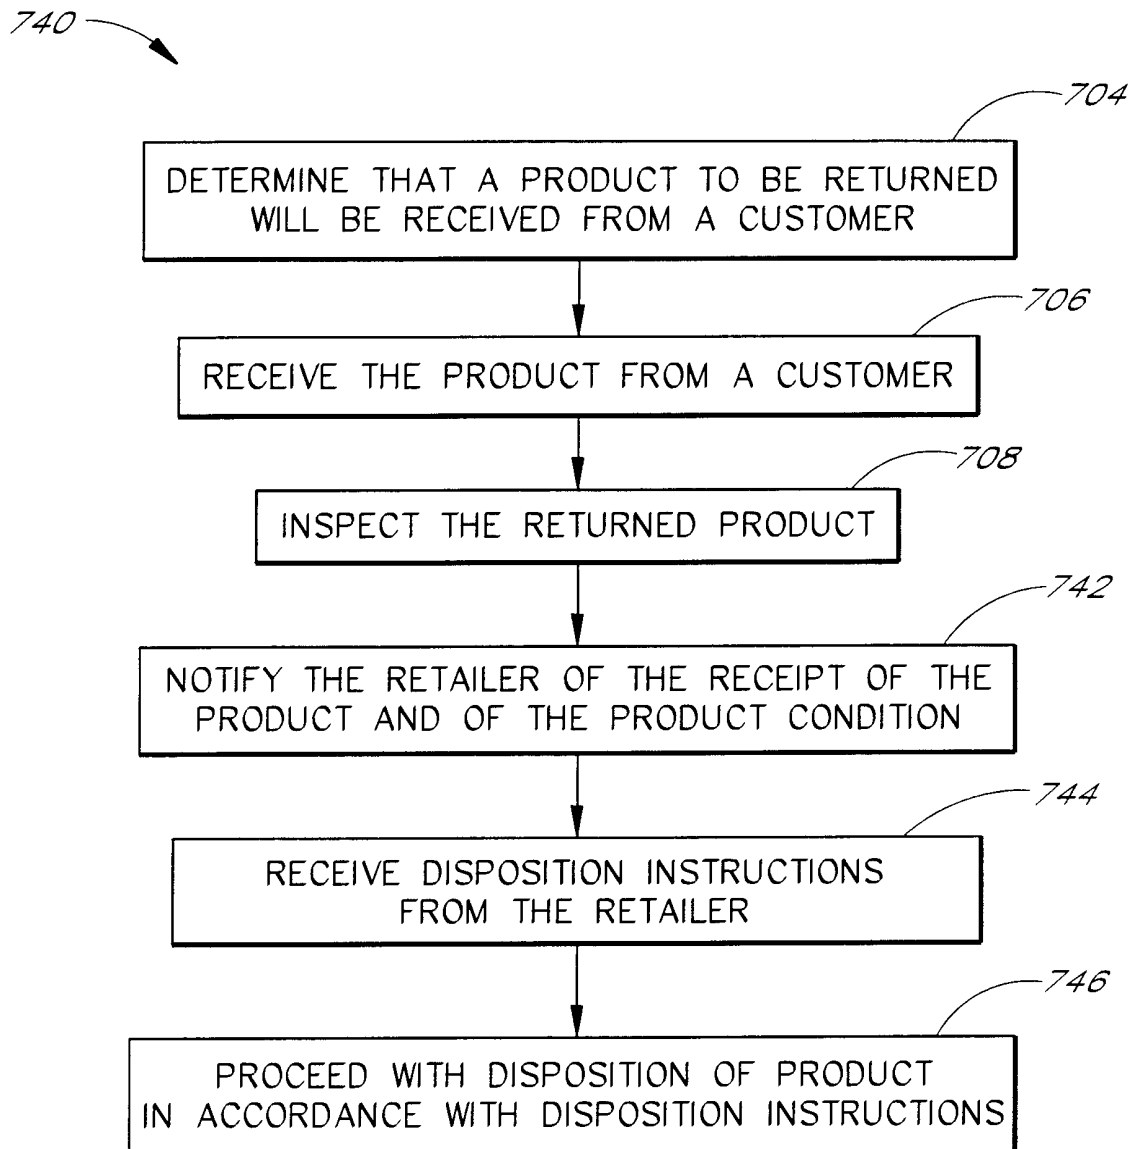 740
704
DETERMINE THAT A PRODUCT TO BE RETURNED
WILL BE RECEIVED FROM A CUSTOMER
706
RECEIVE THE PRODUCT FROM A CUSTOMER
708
INSPECT THE RETURNED PRODUCT
742
NOTIFY THE RETAILER OF THE RECEIPT OF THE
PRODUCT AND OF THE PRODUCT CONDITION
744
RECEIVE DISPOSITION INSTRUCTIONS
FROM THE RETAILER
746
PROCEED WITH DISPOSITION OF PRODUCT
IN ACCORDANCE WITH DISPOSITION INSTRUCTIONS